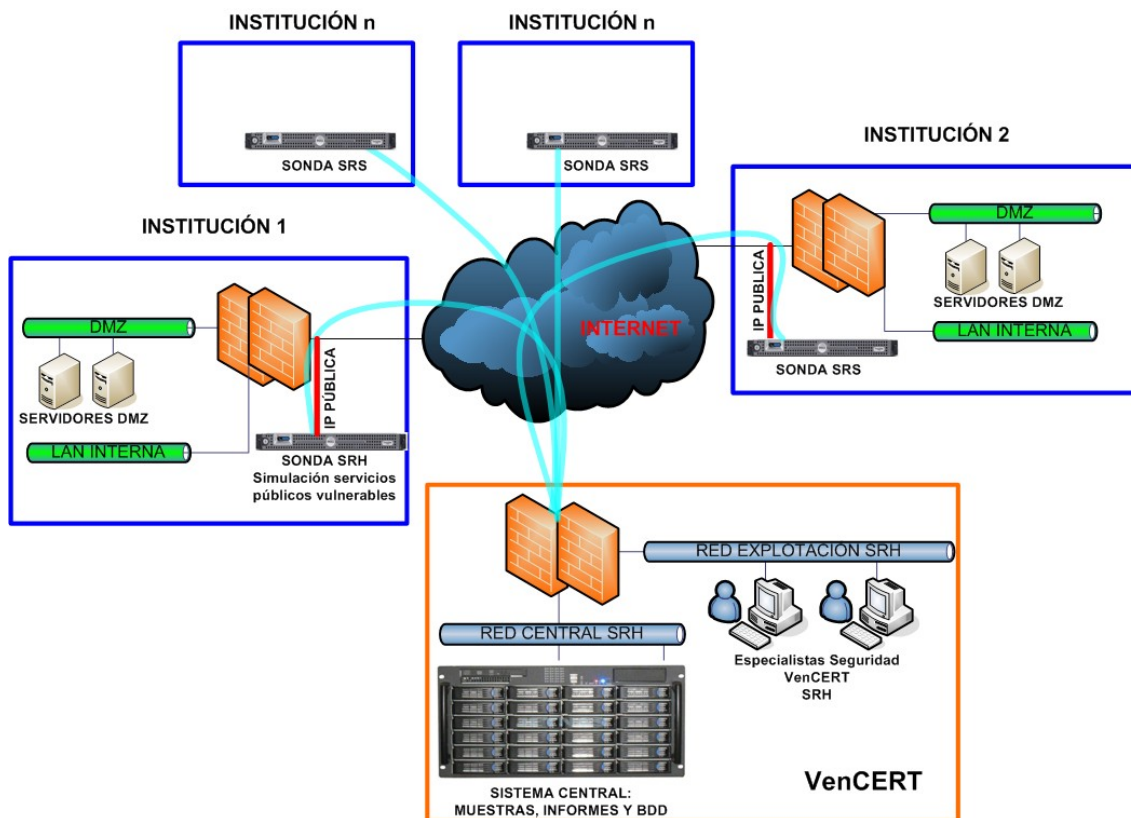 INSTITUCIÓN n
INSTITUCIÓN n
SONDA SRS
SONDA SRS
INSTITUCIÓN 2
INSTITUCIÓN 1
DMZ
SERVIDORES DMZ
LAN INTERNA
IP PÚBLICA
SONDA SRH
Simulación servicios
públicos vulnerables
INTERNET
IP PUBLICA
DMZ
SERVIDORES DMZ
LAN INTERNA
SONDA SRS
RED EXPLOTACIÓN SRH
RED CENTRAL SRH
Especialistas Seguridad
VenCERT
SRH
SISTEMA CENTRAL:
MUESTRAS, INFORMES Y BDD
VenCERT